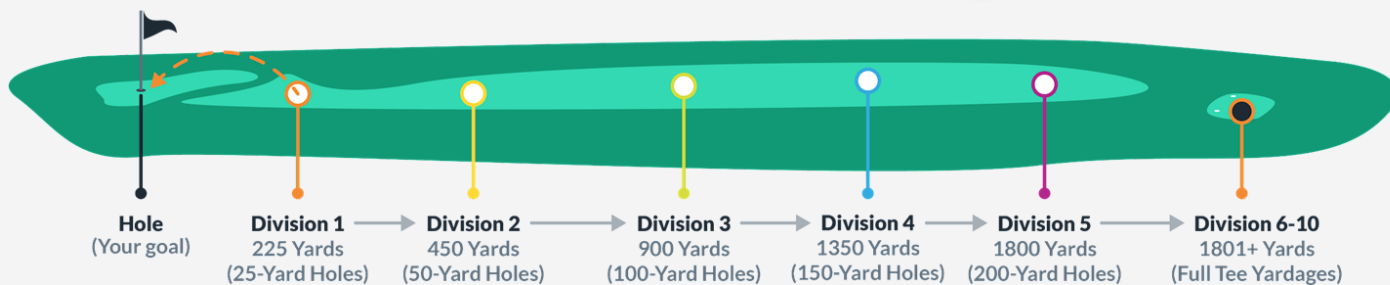 Hole
(Your goal)
Division 1
225 Yards
(25-Yard Holes)
Division 2
450 Yards
(50-Yard Holes)
Division 3
900 Yards
(100-Yard Holes)
Division 4
1350 Yards
(150-Yard Holes)
Division 5
1800 Yards
(200-Yard Holes)
Division 6-10
1801+ Yards
(Full Tee Yardages)